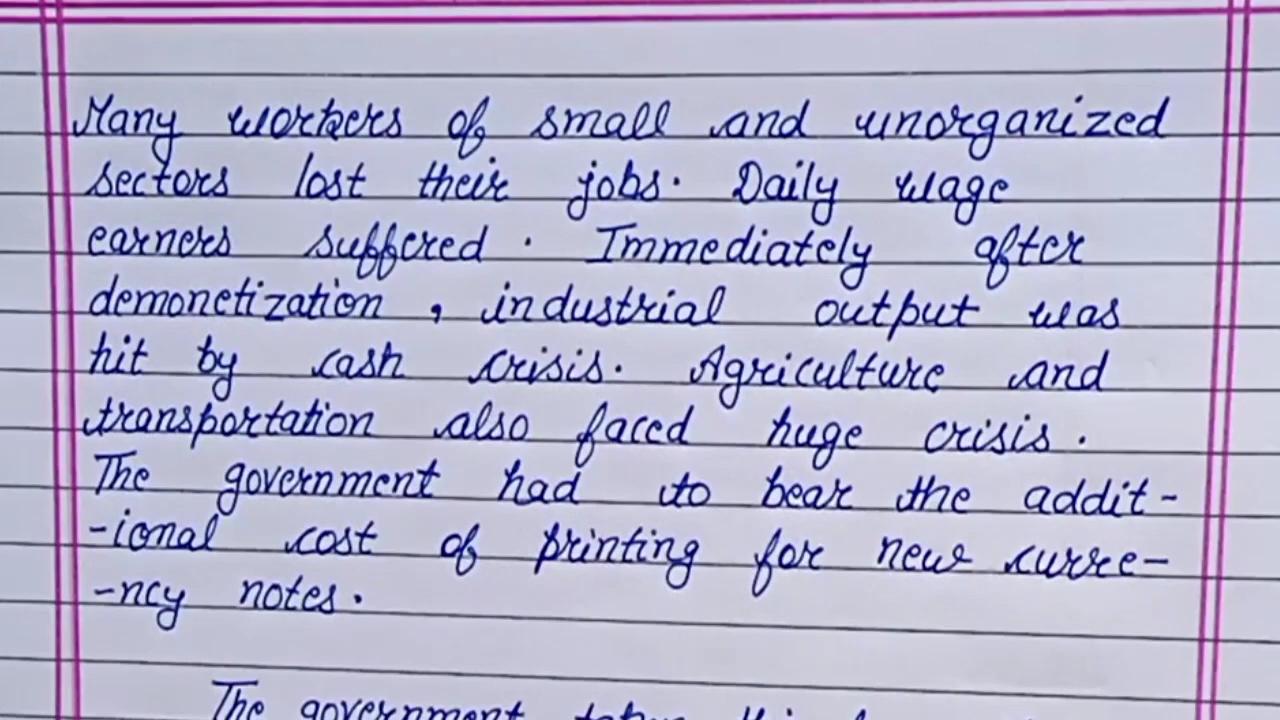 Many workers of small and unorganized
sectors lost their jobs. Daily wage
earners suffered. Immediately after
demonetization, industrial output was
hit by cash crisis. Agriculture and
transportation also faced huge crisis.
The government had to bear the addit-
-ional cost of printing for new curre-
-ncy notes.
The government